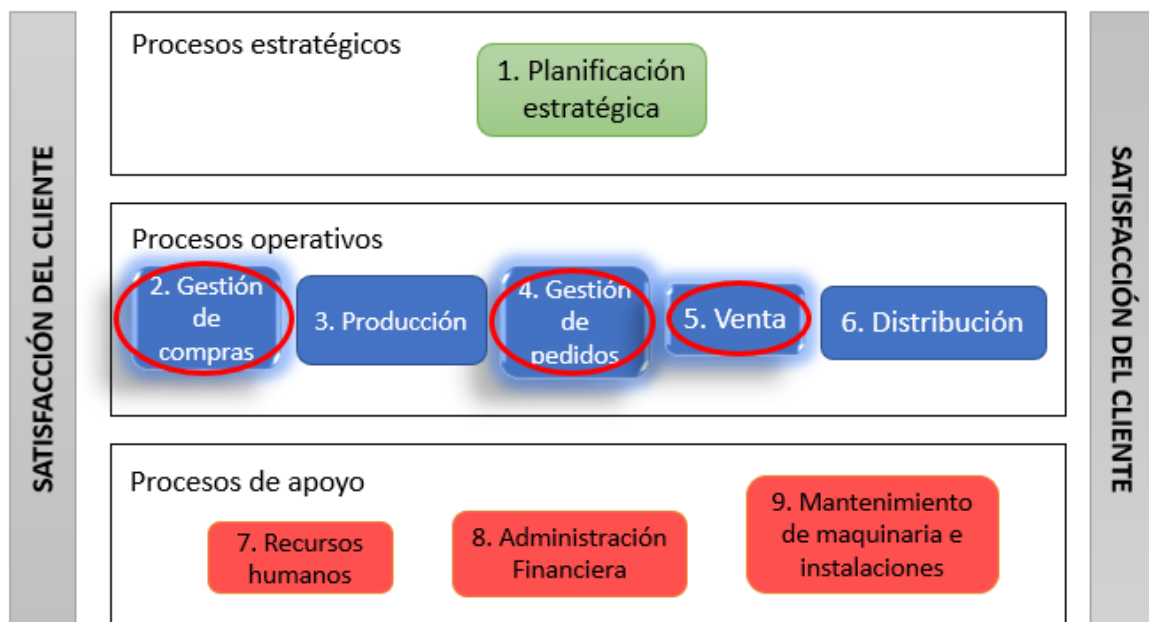 SATISFACCIÓN DEL CLIENTE
Procesos estratégicos
1. Planificación
estratégica
Procesos operativos
2. Gestión
de
compras
3. Producción
4. Gestión
de
pedidos
5. Venta
6. Distribución
Procesos de apoyo
7. Recursos
humanos
8. Administración
Financiera
9. Mantenimiento
de maquinaria e
instalaciones
SATISFACCIÓN DEL CLIENTE